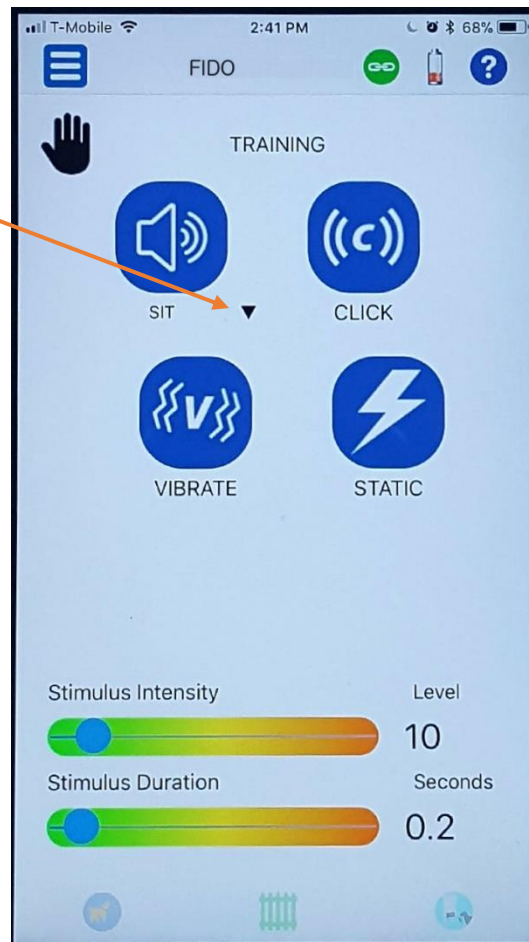 T-Mobile 2:41 PM 68%
FIDO ?
TRAINING
((c))
SIT ▼ CLICK
V
VIBRATE STATIC
Stimulus Intensity Level
10
Stimulus Duration Seconds
0.2